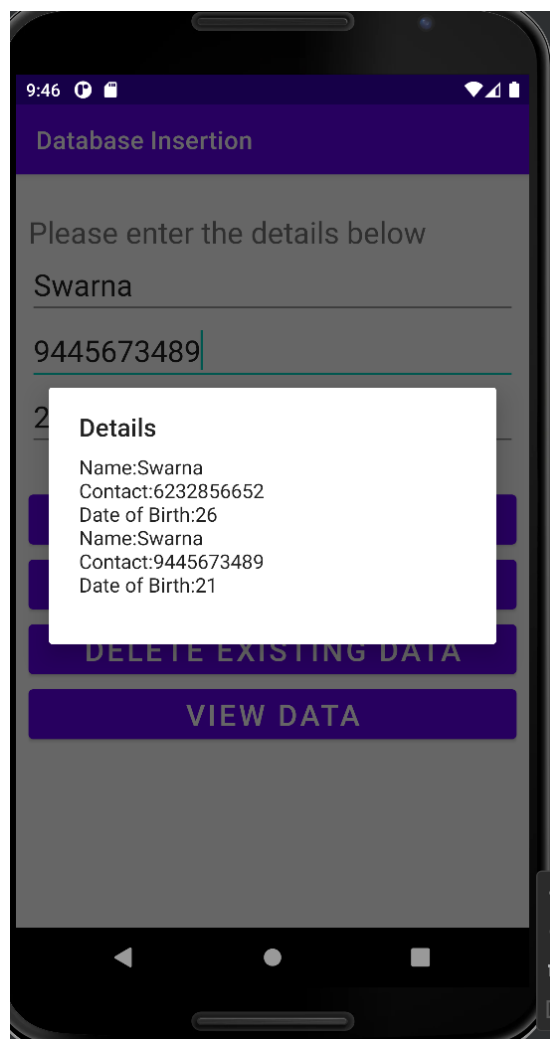 9:46
Database Insertion
Please enter the details below
Swarna
9445673489
2
Details
Name:Swarna
Contact:6232856652
Date of Birth:26
Name:Swarna
Contact:9445673489
Date of Birth:21
DELETE EXISTING DATA
VIEW DATA